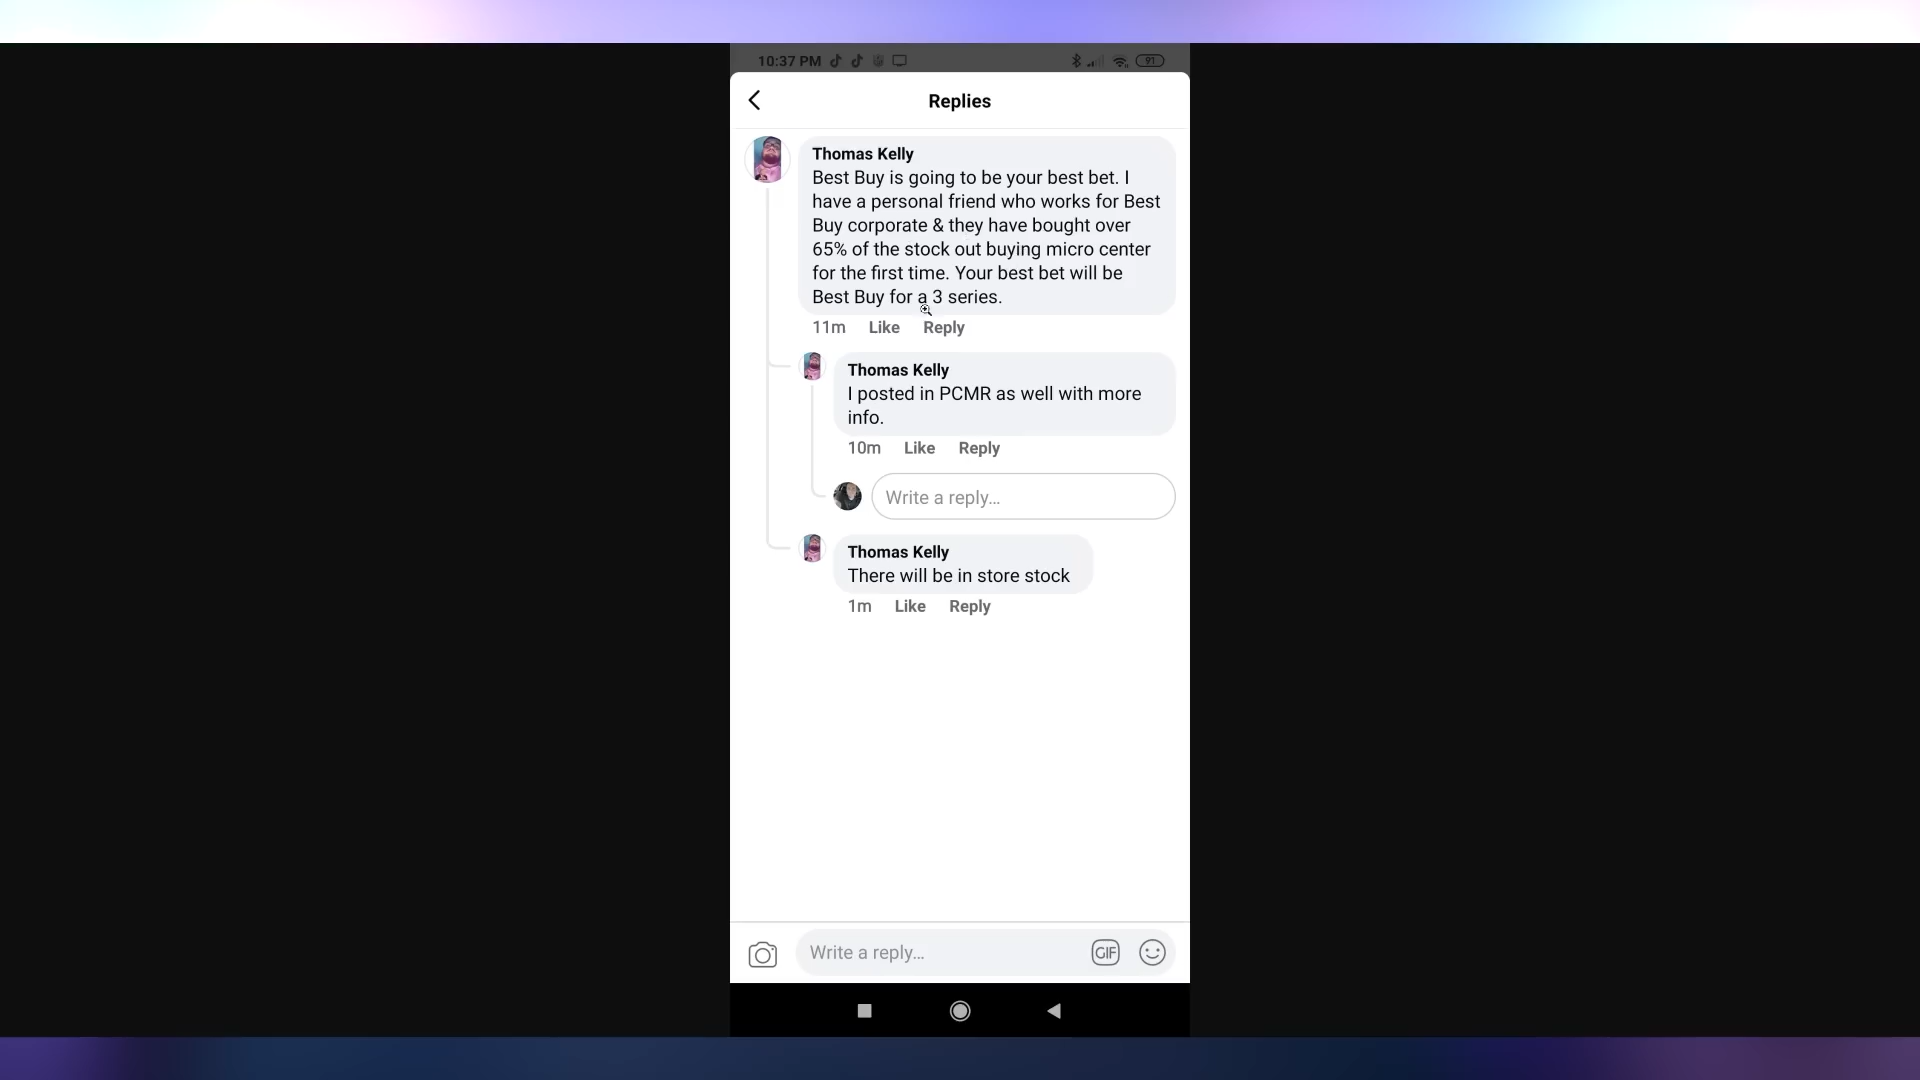 10:37 PM
91
Replies
Thomas Kelly
Best Buy is going to be your best bet. I
have a personal friend who works for Best
Buy corporate & they have bought over
65% of the stock out buying micro center
for the first time. Your best bet will be
Best Buy for a 3 series.
11m Like Reply
Thomas Kelly
I posted in PCMR as well with more
info.
10m Like Reply
Write a reply...
Thomas Kelly
There will be in store stock
1m Like Reply
Write a reply...
GIF